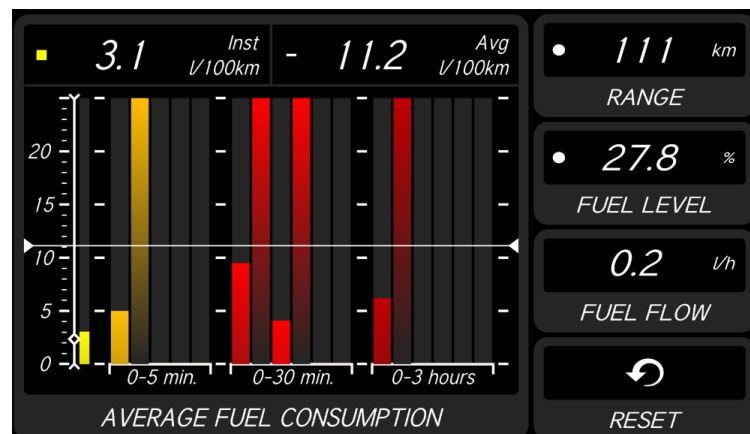 3.1 Inst l/100km - 11.2 Avg l/100km
20
15
10
5
0
0-5 min. 0-30 min. 0-3 hours
AVERAGE FUEL CONSUMPTION
111 km
RANGE
27.8 %
FUEL LEVEL
0.2 l/h
FUEL FLOW
RESET